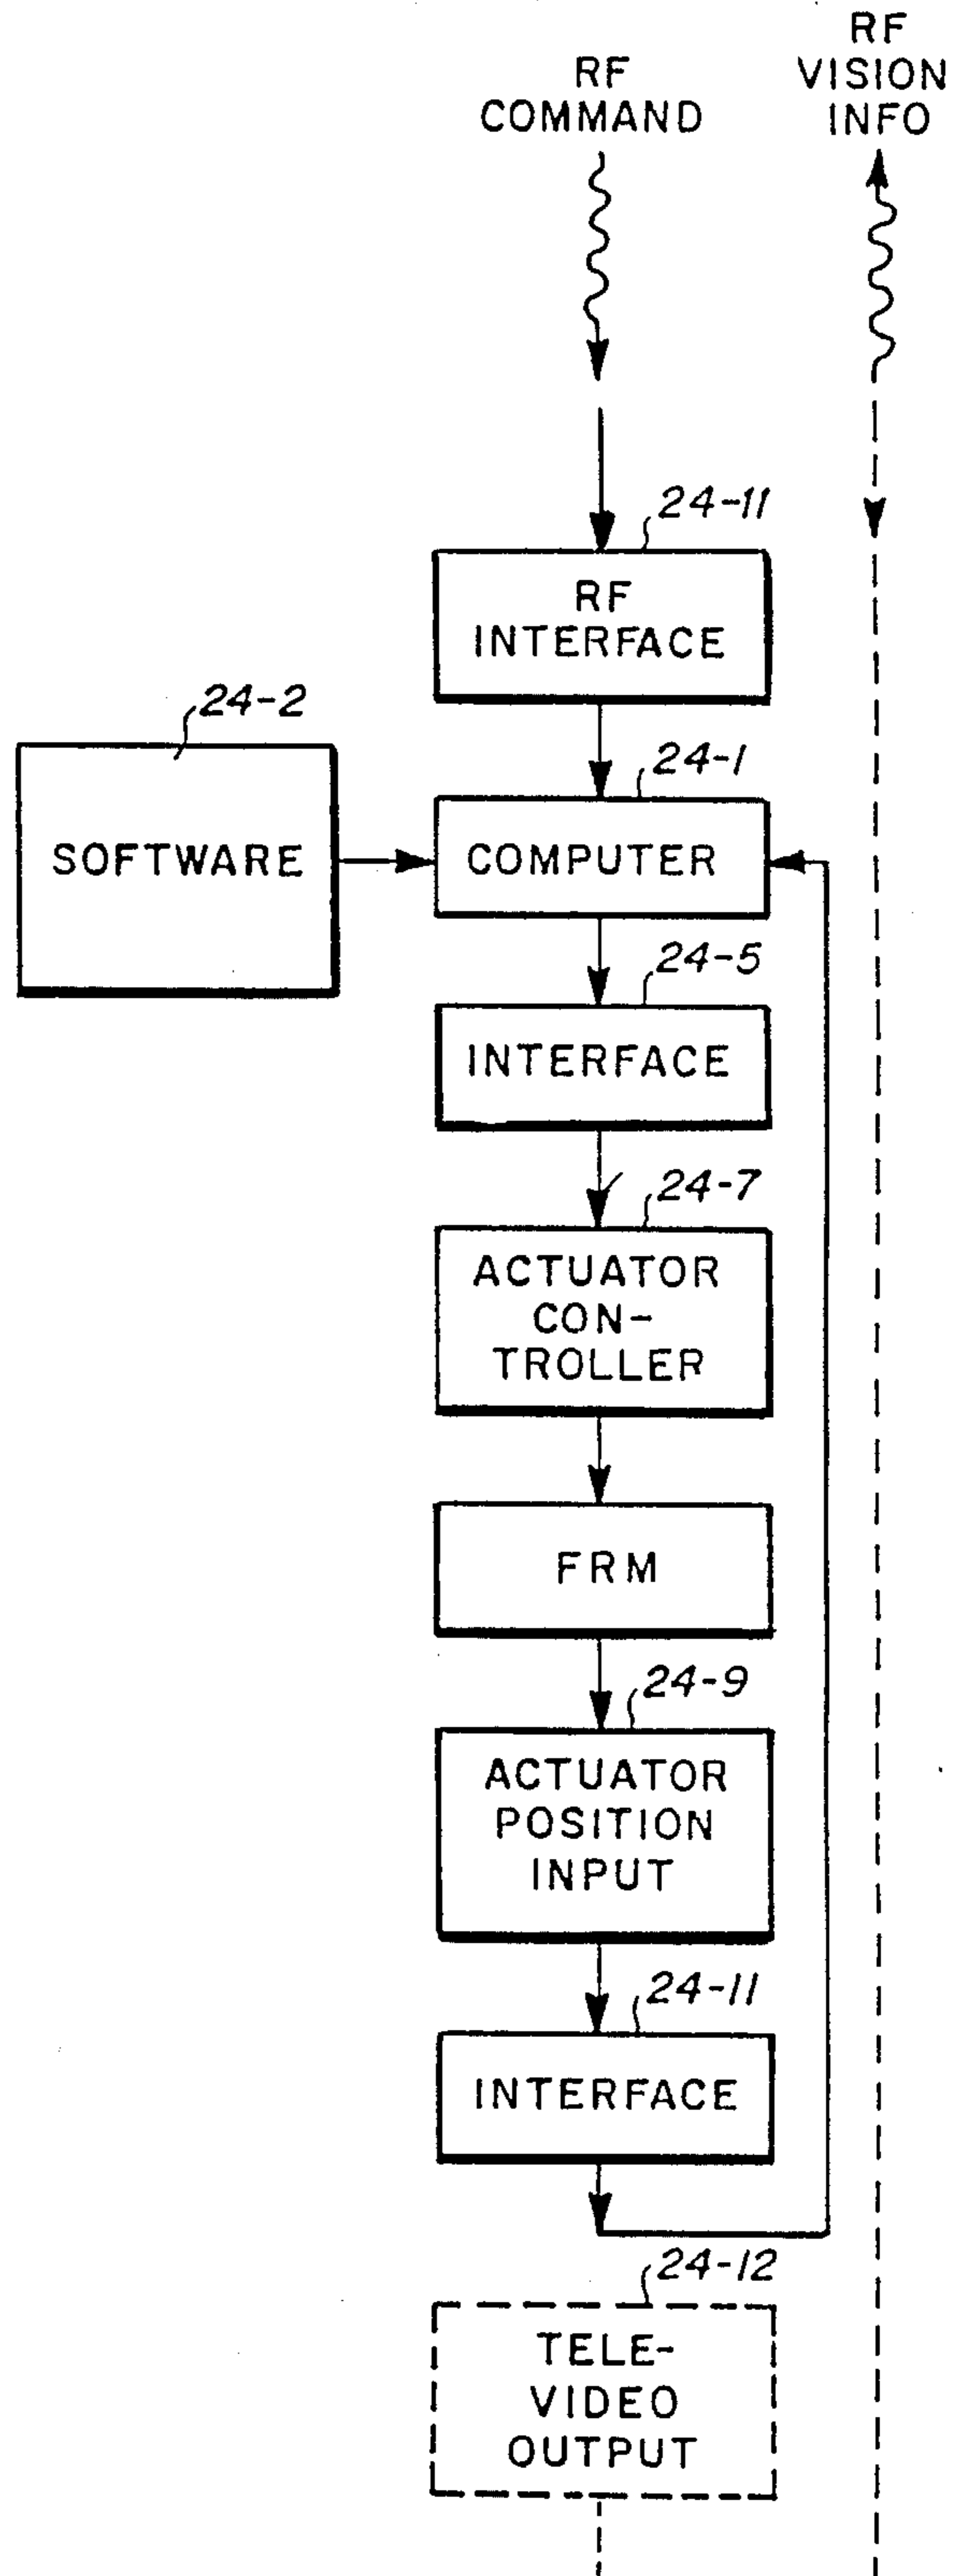 RF
COMMAND
RF
VISION
INFO
24-11
RF
INTERFACE
24-2
SOFTWARE
24-1
COMPUTER
24-5
INTERFACE
24-7
ACTUATOR
CON-
TROLLER
FRM
24-9
ACTUATOR
POSITION
INPUT
24-11
INTERFACE
24-12
TELE-
VIDEO
OUTPUT